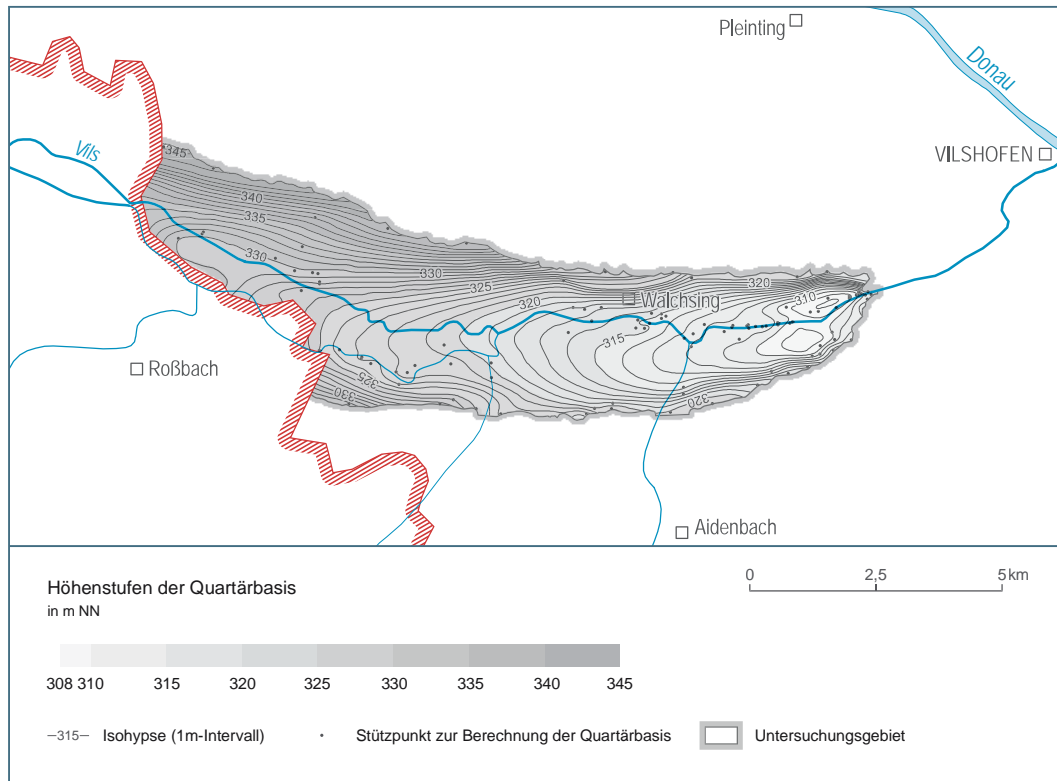 Pleinting
Donau
VILSHOFEN
Vils
345
340
335
330
330
325
320
320
310
Walchsing
315
325
330
320
Roßbach
Aidenbach
Höhenstufen der Quartärbasis
in m NN
0 2,5 5 km
308 310 315 320 325 330 335 340 345
–315– Isohypse (1m-Intervall)
Stützpunkt zur Berechnung der Quartärbasis
Untersuchungsgebiet